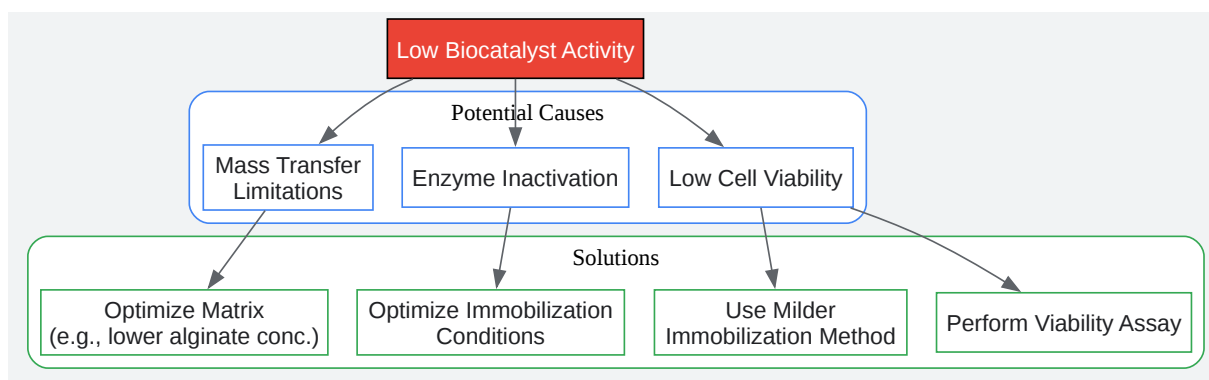 Low Biocatalyst Activity
Potential Causes
Mass Transfer
Limitations
Enzyme Inactivation
Low Cell Viability
Solutions
Optimize Matrix
(e.g., lower alginate conc.)
Optimize Immobilization
Conditions
Use Milder
Immobilization Method
Perform Viability Assay